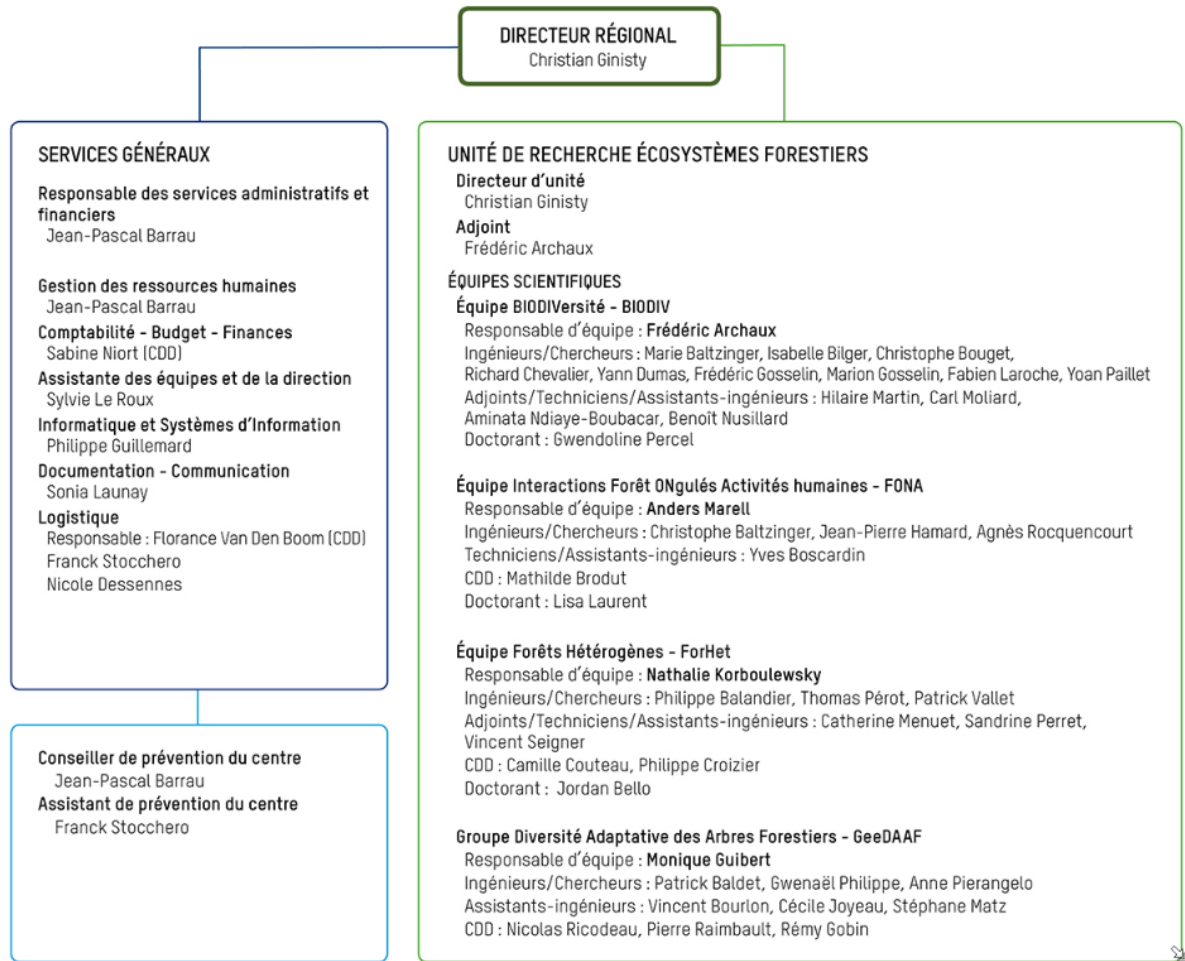 DIRECTEUR RÉGIONAL
Christian Ginisty
SERVICES GÉNÉRAUX
Responsable des services administratifs et
financiers
Jean-Pascal Barrau
Gestion des ressources humaines
Jean-Pascal Barrau
Comptabilité - Budget - Finances
Sabine Niort (CDD)
Assistante des équipes et de la direction
Sylvie Le Roux
Informatique et Systèmes d'Information
Philippe Guillemard
Documentation - Communication
Sonia Launay
Logistique
Responsable : Florance Van Den Boom (CDD)
Franck Stocchero
Nicole Dessennes
Conseiller de prévention du centre
Jean-Pascal Barrau
Assistant de prévention du centre
Franck Stocchero
UNITÉ DE RECHERCHE ÉCOSYSTÈMES FORESTIERS
Directeur d'unité
Christian Ginisty
Adjoint
Frédéric Archaux
ÉQUIPES SCIENTIFIQUES
Équipe BIODIVersité - BIODIV
Responsable d'équipe : Frédéric Archaux
Ingénieurs/Chercheurs : Marie Baltzinger, Isabelle Bilger, Christophe Bouget,
Richard Chevalier, Yann Dumas, Frédéric Gosselin, Marion Gosselin, Fabien Laroche, Yoan Paillet
Adjoints/Techniciens/Assistants-ingénieurs : Hilaire Martin, Carl Moliard,
Aminata Ndiaye-Boubacar, Benoît Nusillard
Doctorant : Gwendoline Percel
Équipe Interactions Forêt ONgulés Activités humaines - FONA
Responsable d'équipe : Anders Marell
Ingénieurs/Chercheurs : Christophe Baltzinger, Jean-Pierre Hamard, Agnès Rocquencourt
Techniciens/Assistants-ingénieurs : Yves Boscardin
CDD : Mathilde Brodut
Doctorant : Lisa Laurent
Équipe Forêts Hétérogènes - ForHet
Responsable d'équipe : Nathalie Korboulewsky
Ingénieurs/Chercheurs : Philippe Balandier, Thomas Pérot, Patrick Vallet
Adjoints/Techniciens/Assistants-ingénieurs : Catherine Menuet, Sandrine Perret,
Vincent Seigner
CDD : Camille Couteau, Philippe Croizier
Doctorant : Jordan Bello
Groupe Diversité Adaptative des Arbres Forestiers - GeeDAAF
Responsable d'équipe : Monique Guibert
Ingénieurs/Chercheurs : Patrick Baldet, Gwenaël Philippe, Anne Pierangelo
Assistants-ingénieurs : Vincent Bourlon, Cécile Joyeau, Stéphane Matz
CDD : Nicolas Ricodeau, Pierre Raimbault, Rémy Gobin